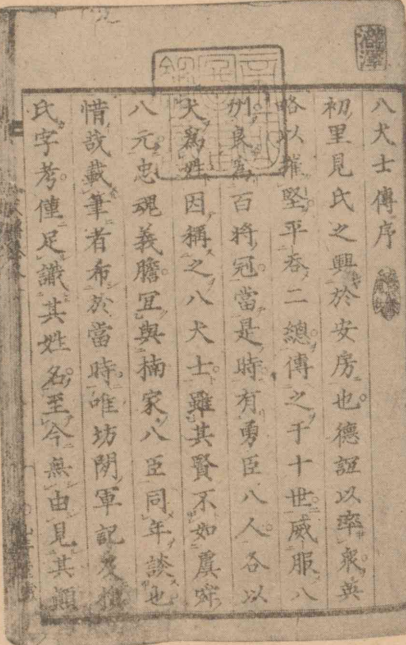 瀧澤
八犬士傳序
初里見氏之興於安房也德誼以率衆英
略以摧堅平呑二總傳之于十世威服八
州良爲百將冠當是時有勇臣八人各以
犬爲姓因稱之八犬士雖其賢不如虞舜
八元忠魂義膽宜與楠家八臣同年談也
惜哉載筆者希於當時唯坊間軍記及槇
氏字考僅足識其姓名至今無由見其顚